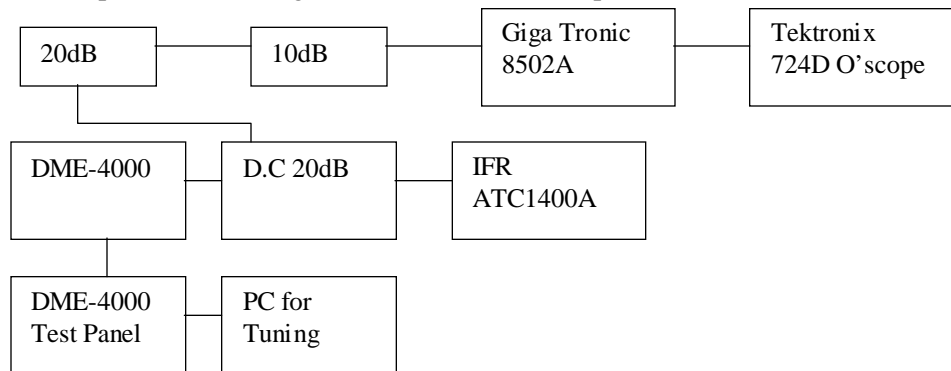 20dB
10dB
Giga Tronic
8502A
Tektronix
724D O'scope
DME-4000
D.C 20dB
IFR
ATC1400A
DME-4000
Test Panel
PC for
Tuning